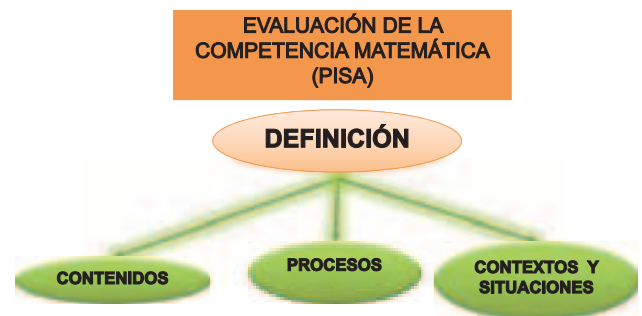 EVALUACIÓN DE LA
COMPETENCIA MATEMÁTICA
(PISA)
DEFINICIÓN
CONTENIDOS
PROCESOS
CONTEXTOS Y
SITUACIONES